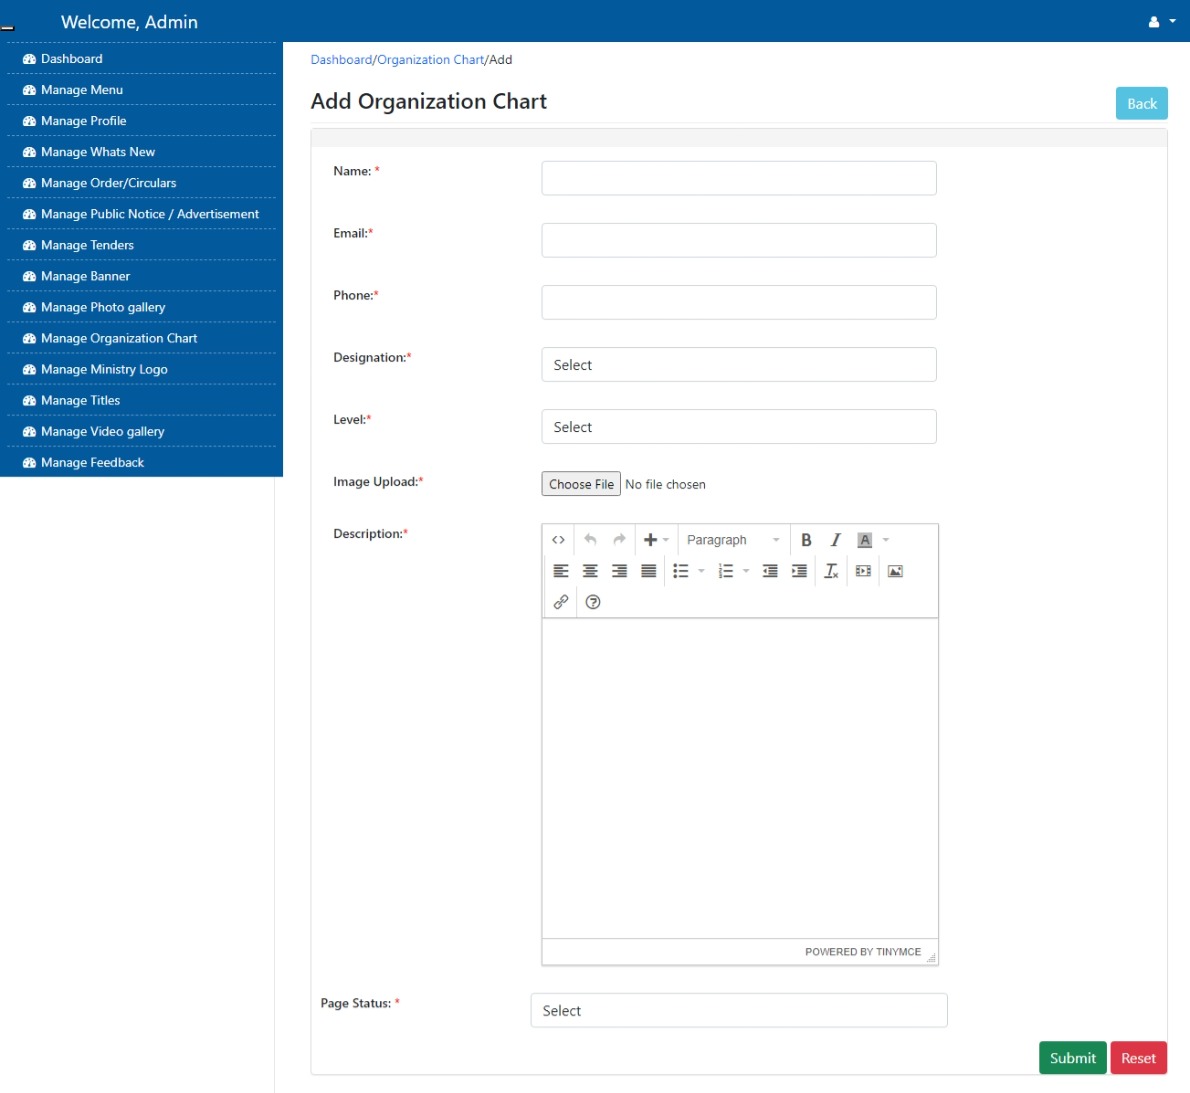 Welcome, Admin
Dashboard
Manage Menu
Manage Profile
Manage Whats New
Manage Order/Circulars
Manage Public Notice / Advertisement
Manage Tenders
Manage Banner
Manage Photo gallery
Manage Organization Chart
Manage Ministry Logo
Manage Titles
Manage Video gallery
Manage Feedback
Dashboard/Organization Chart/Add
Add Organization Chart
Back
Name: *
Email:*
Phone:*
Designation:*
Select
Level:*
Select
Image Upload:*
Choose File No file chosen
Description:*
Paragraph
B I A
POWERED BY TINYMCE
Page Status: *
Select
Submit Reset